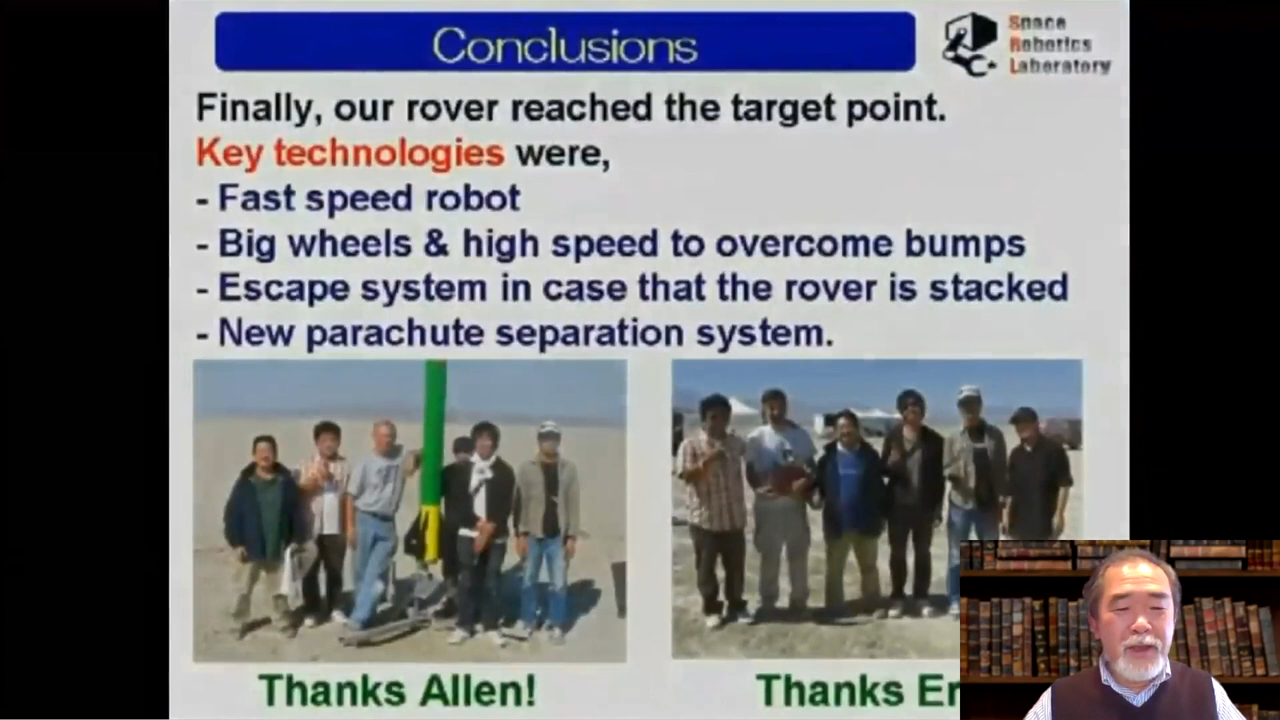 Conclusions
Space
Robotics
Laboratory
Finally, our rover reached the target point.
Key technologies were,
- Fast speed robot
- Big wheels & high speed to overcome bumps
- Escape system in case that the rover is stacked
- New parachute separation system.
Thanks Allen!
Thanks